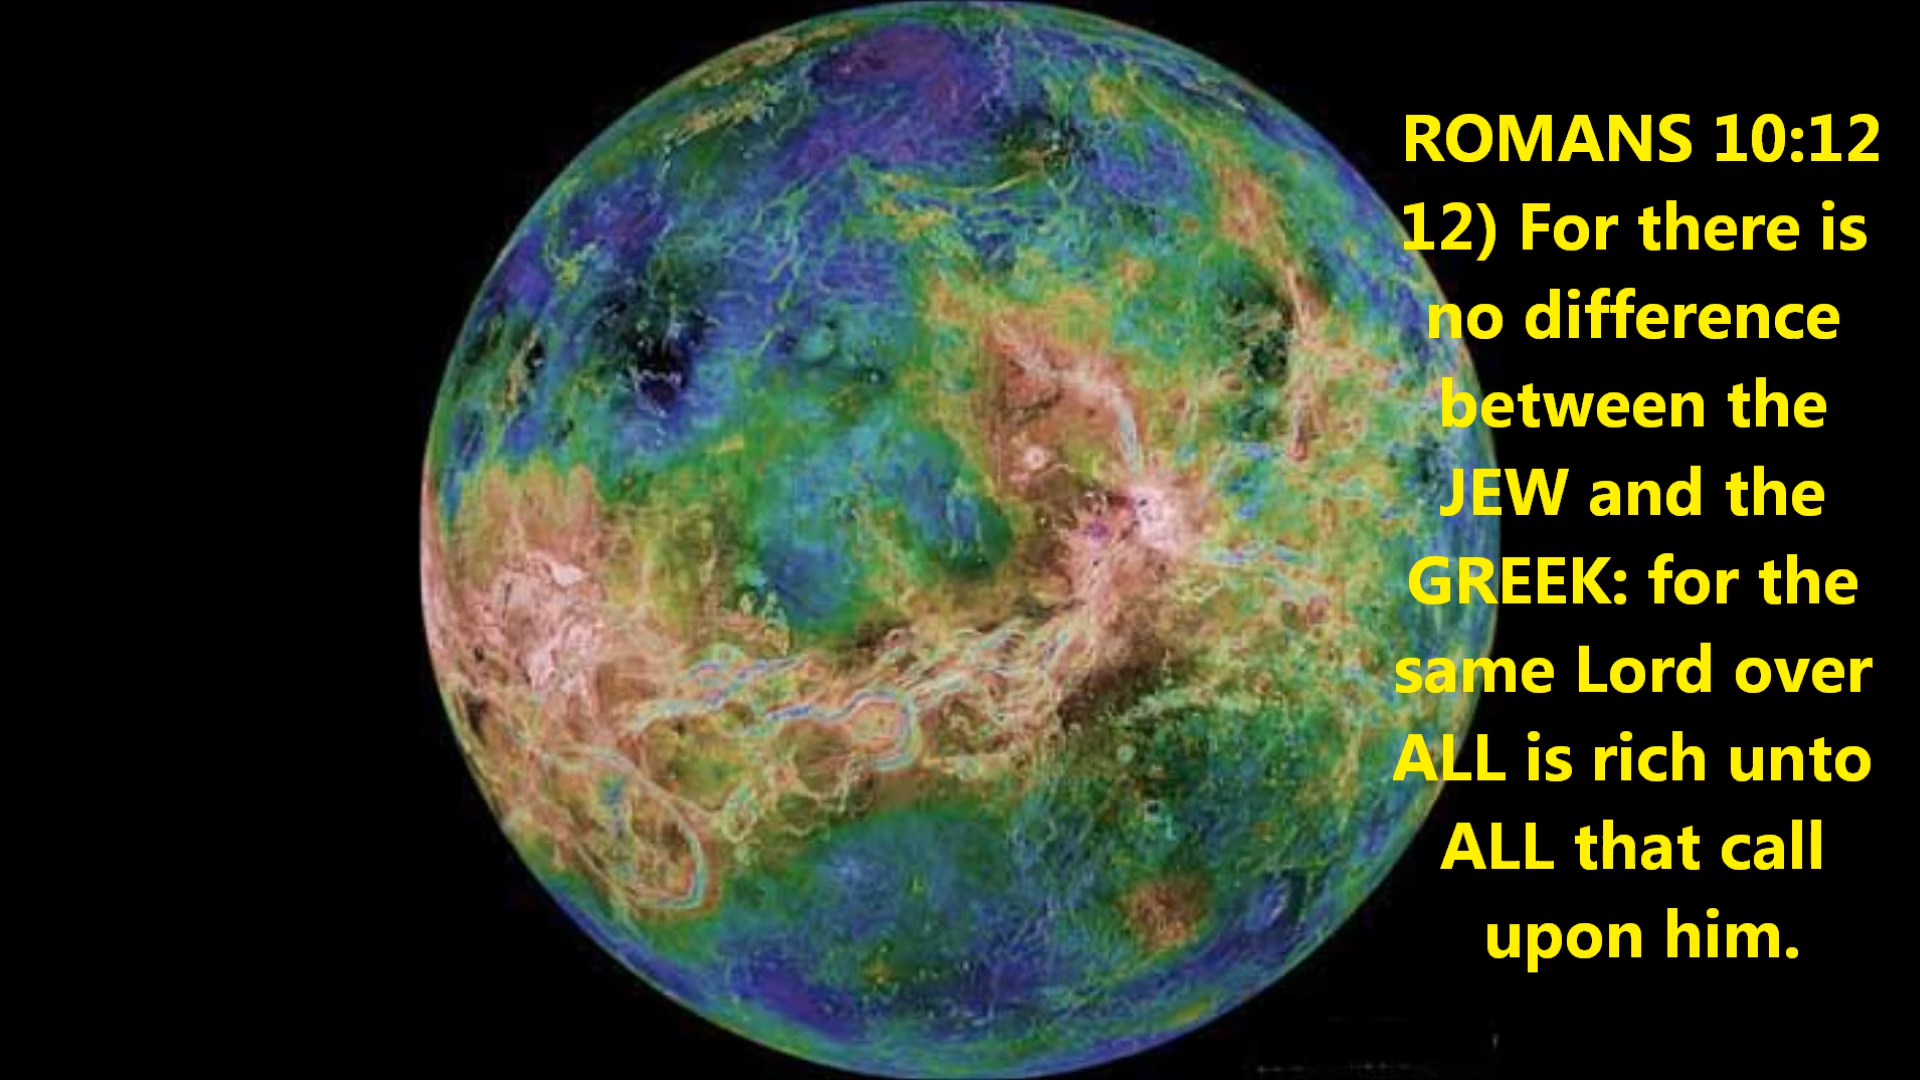 ROMANS 10:12
12) For there is
no difference
between the
JEW and the
GREEK: for the
same Lord over
ALL is rich unto
ALL that call
upon him.